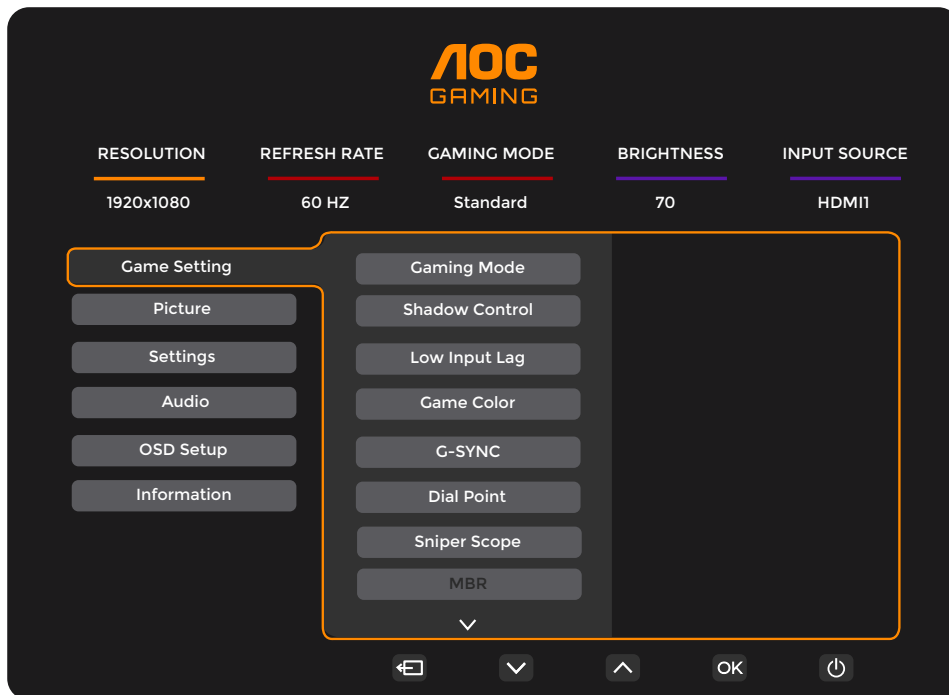 AOC
GAMING
RESOLUTION REFRESH RATE GAMING MODE BRIGHTNESS INPUT SOURCE
1920x1080 60 HZ Standard 70 HDMI1
Game Setting
Picture
Settings
Audio
OSD Setup
Information
Gaming Mode
Shadow Control
Low Input Lag
Game Color
G-SYNC
Dial Point
Sniper Scope
MBR
OK